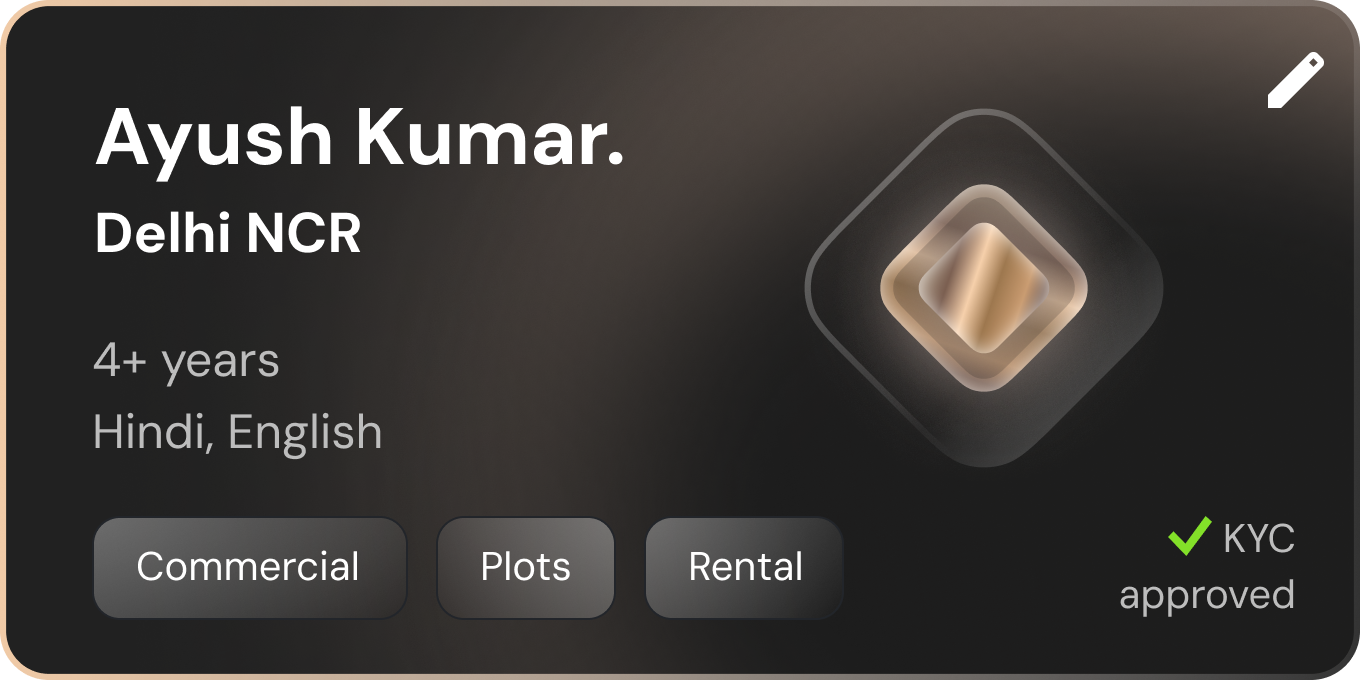 Ayush Kumar.
Delhi NCR
4+ years
Hindi, English
Commercial Plots Rental
KYC
approved